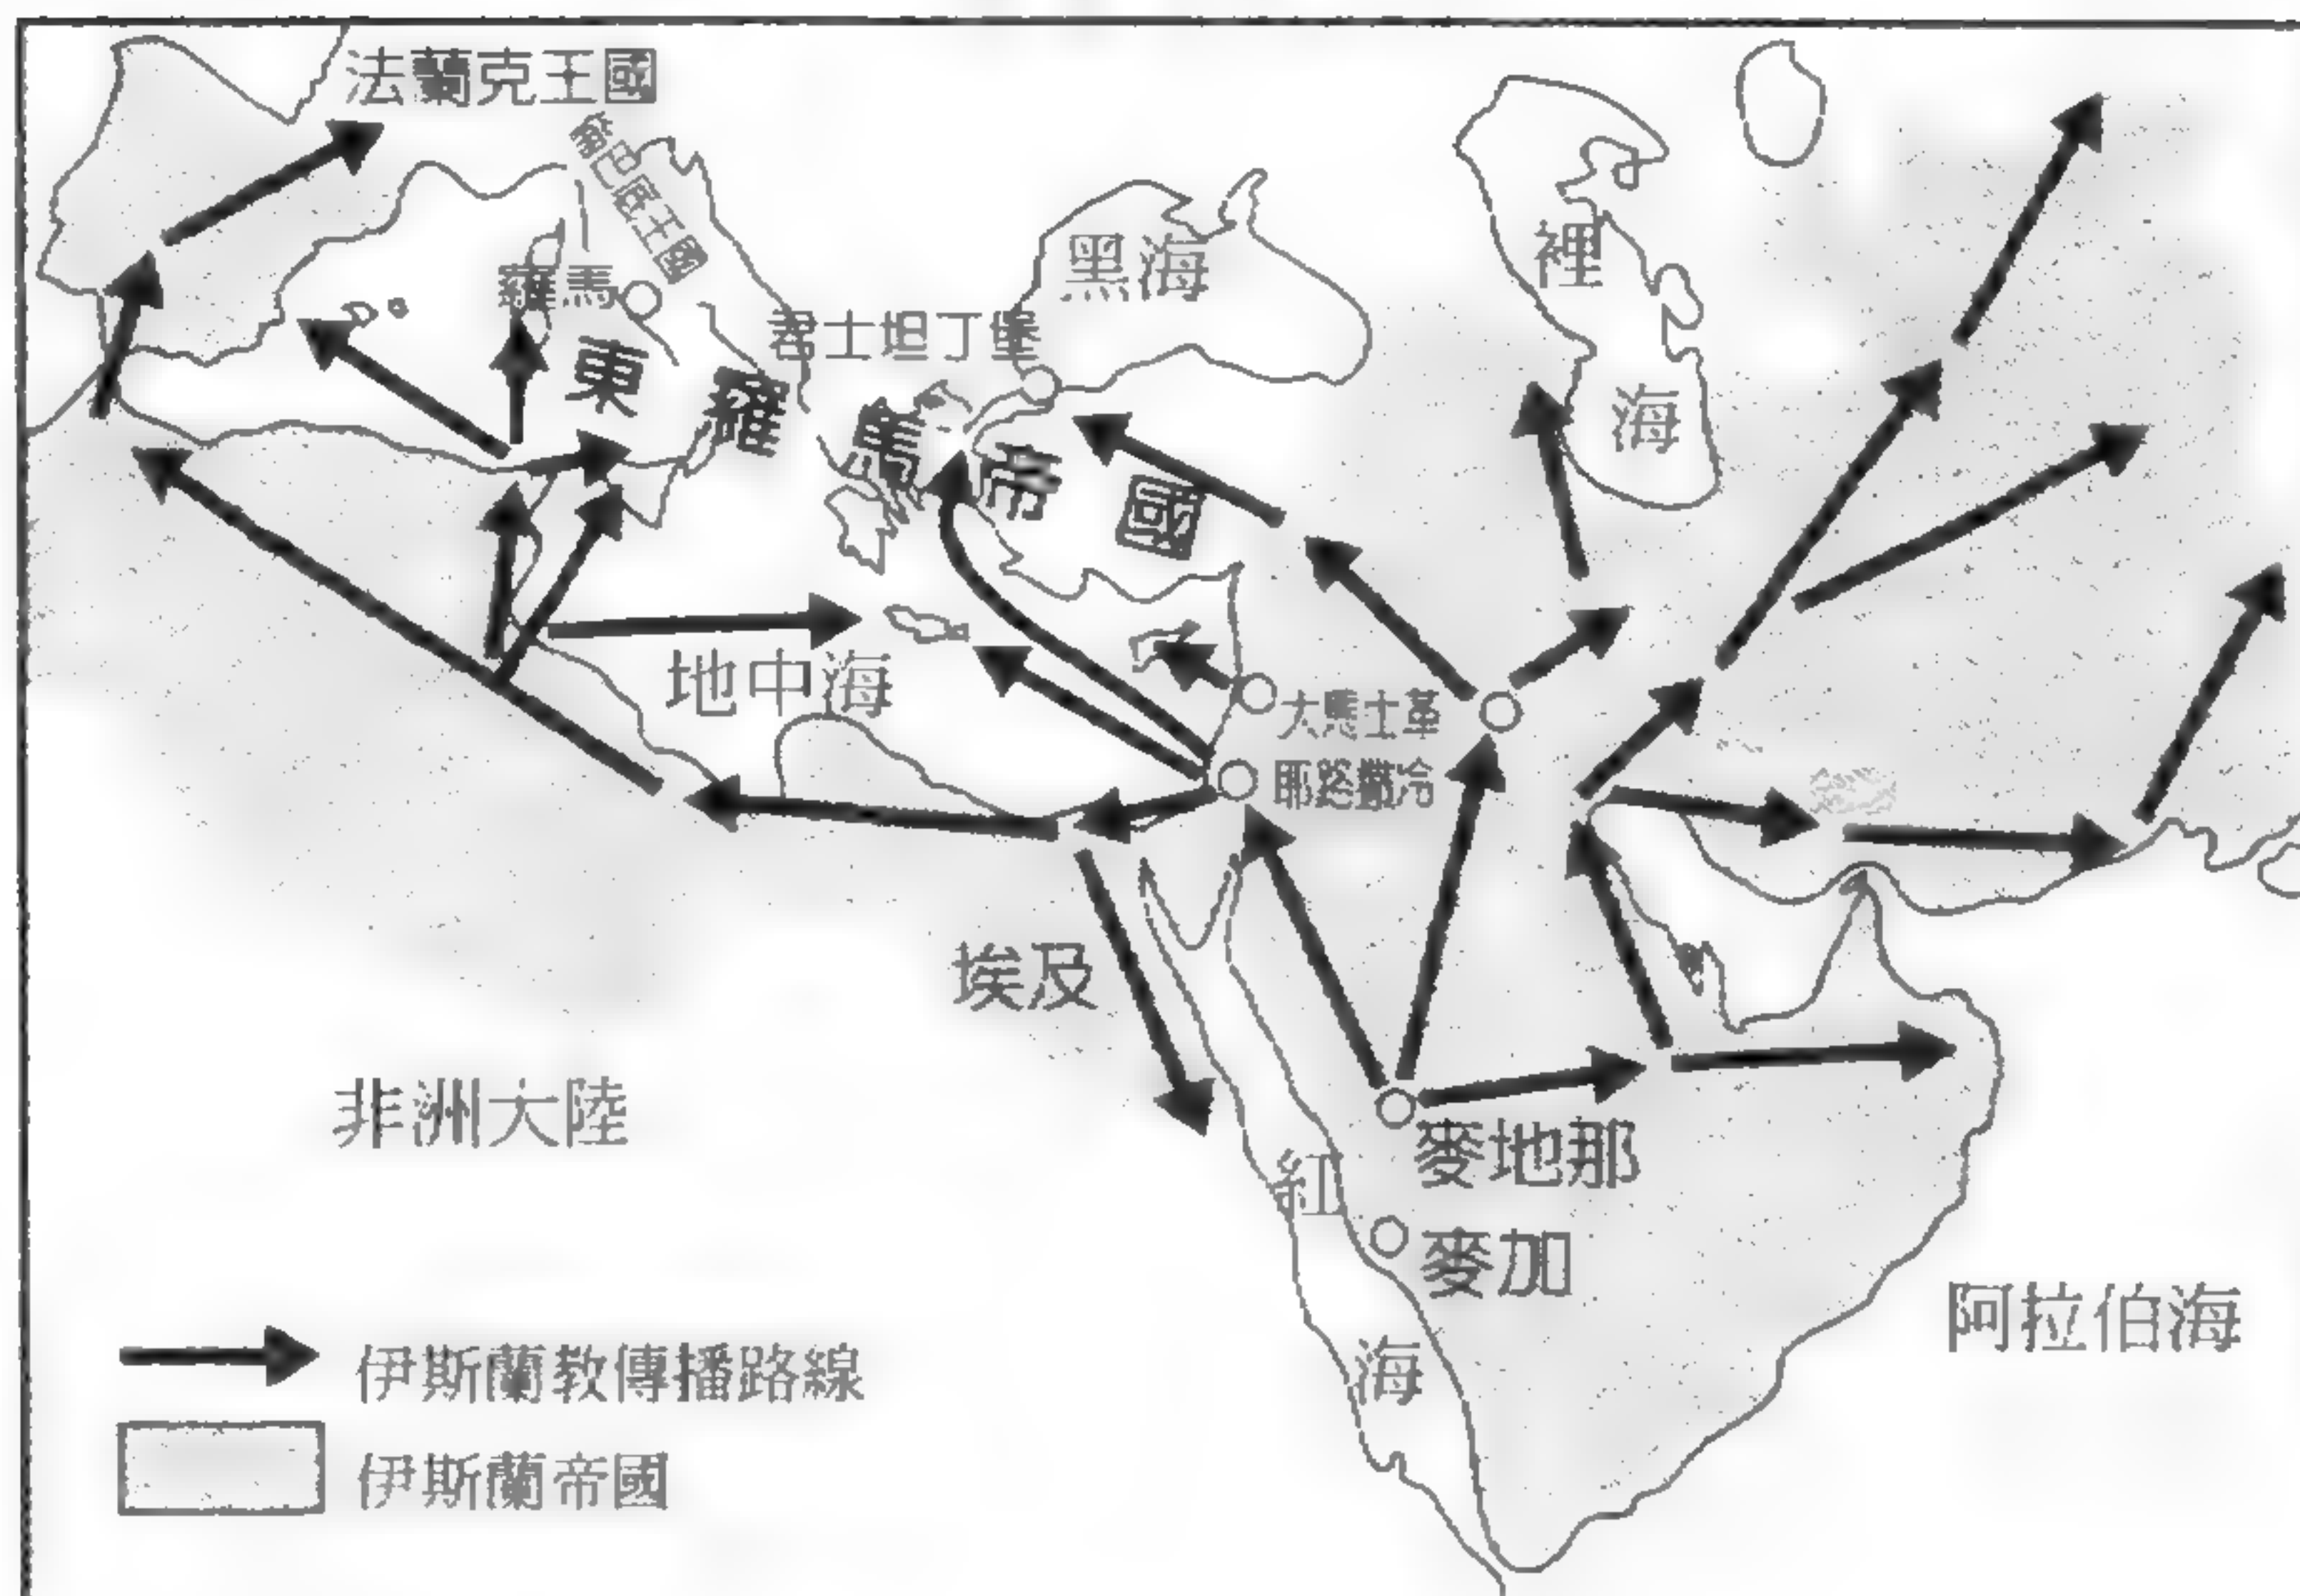 法蘭克王國
倫巴底王國
羅馬
黑海
裡海
君士坦丁堡
東羅馬帝國
地中海
大馬士革
耶路撒冷
埃及
非洲大陸
麥地那
紅海
麥加
阿拉伯海
伊斯蘭教傳播路線
伊斯蘭帝國